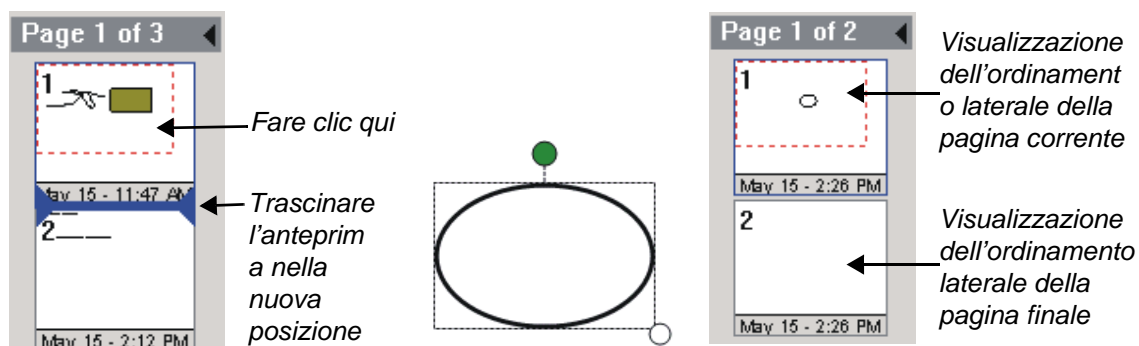 Page 1 of 3
1
May 15 - 11:47 AM
2
May 15 - 2:12 PM
Fare clic qui
Trascinare
l'anteprim
a nella
nuova
posizione
Page 1 of 2
1
May 15 - 2:26 PM
2
May 15 - 2:26 PM
Visualizzazione
dell'ordinament
o laterale della
pagina corrente
Visualizzazione
dell'ordinamento
laterale della
pagina finale